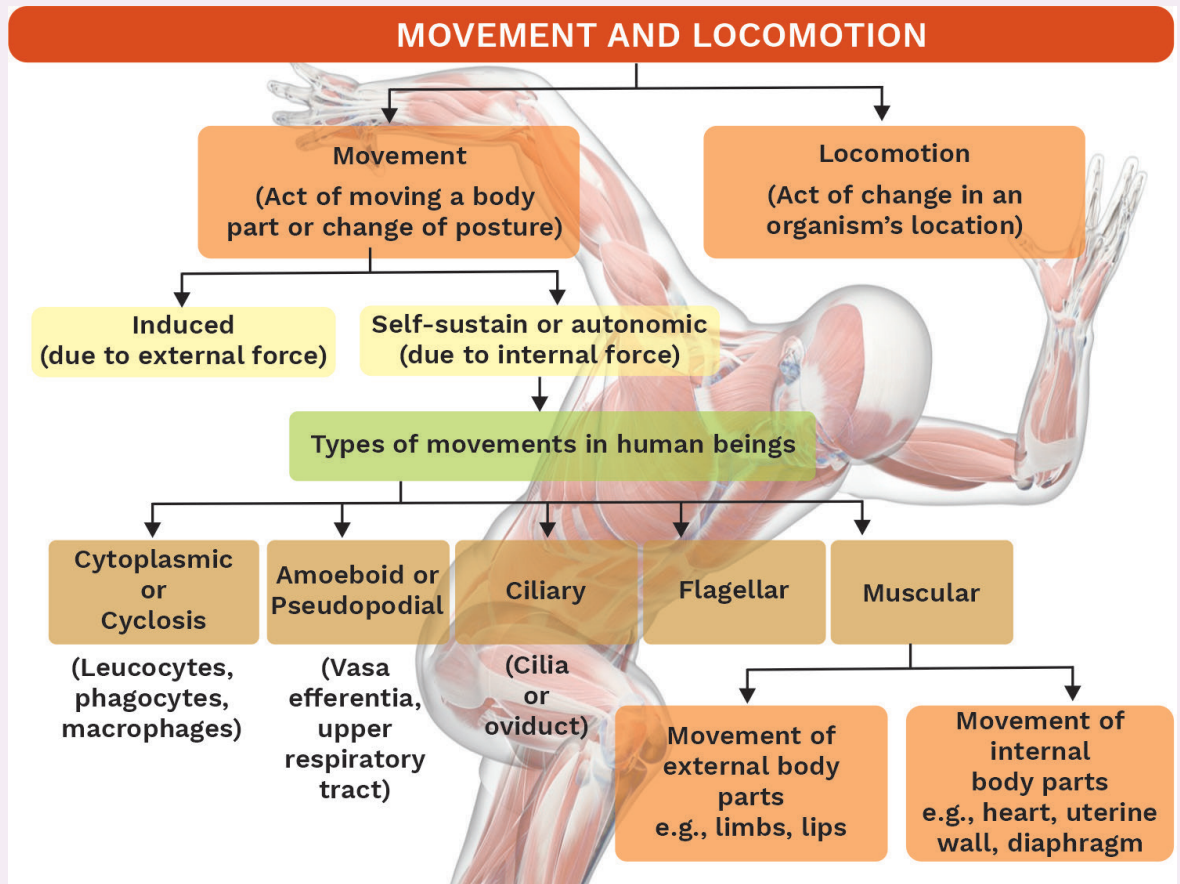 MOVEMENT AND LOCOMOTION
Movement
(Act of moving a body
part or change of posture)
Locomotion
(Act of change in an
organism's location)
Induced
(due to external force)
Self-sustain or autonomic
(due to internal force)
Types of movements in human beings
Cytoplasmic
or
Cyclosis
(Leucocytes,
phagocytes,
macrophages)
Amoeboid or
Pseudopodial
(Vasa
efferentia,
upper
respiratory
tract)
Ciliary
(Cilia
or
oviduct)
Flagellar
Muscular
Movement of
external body
parts
e.g., limbs, lips
Movement of
internal
body parts
e.g., heart, uterine
wall, diaphragm